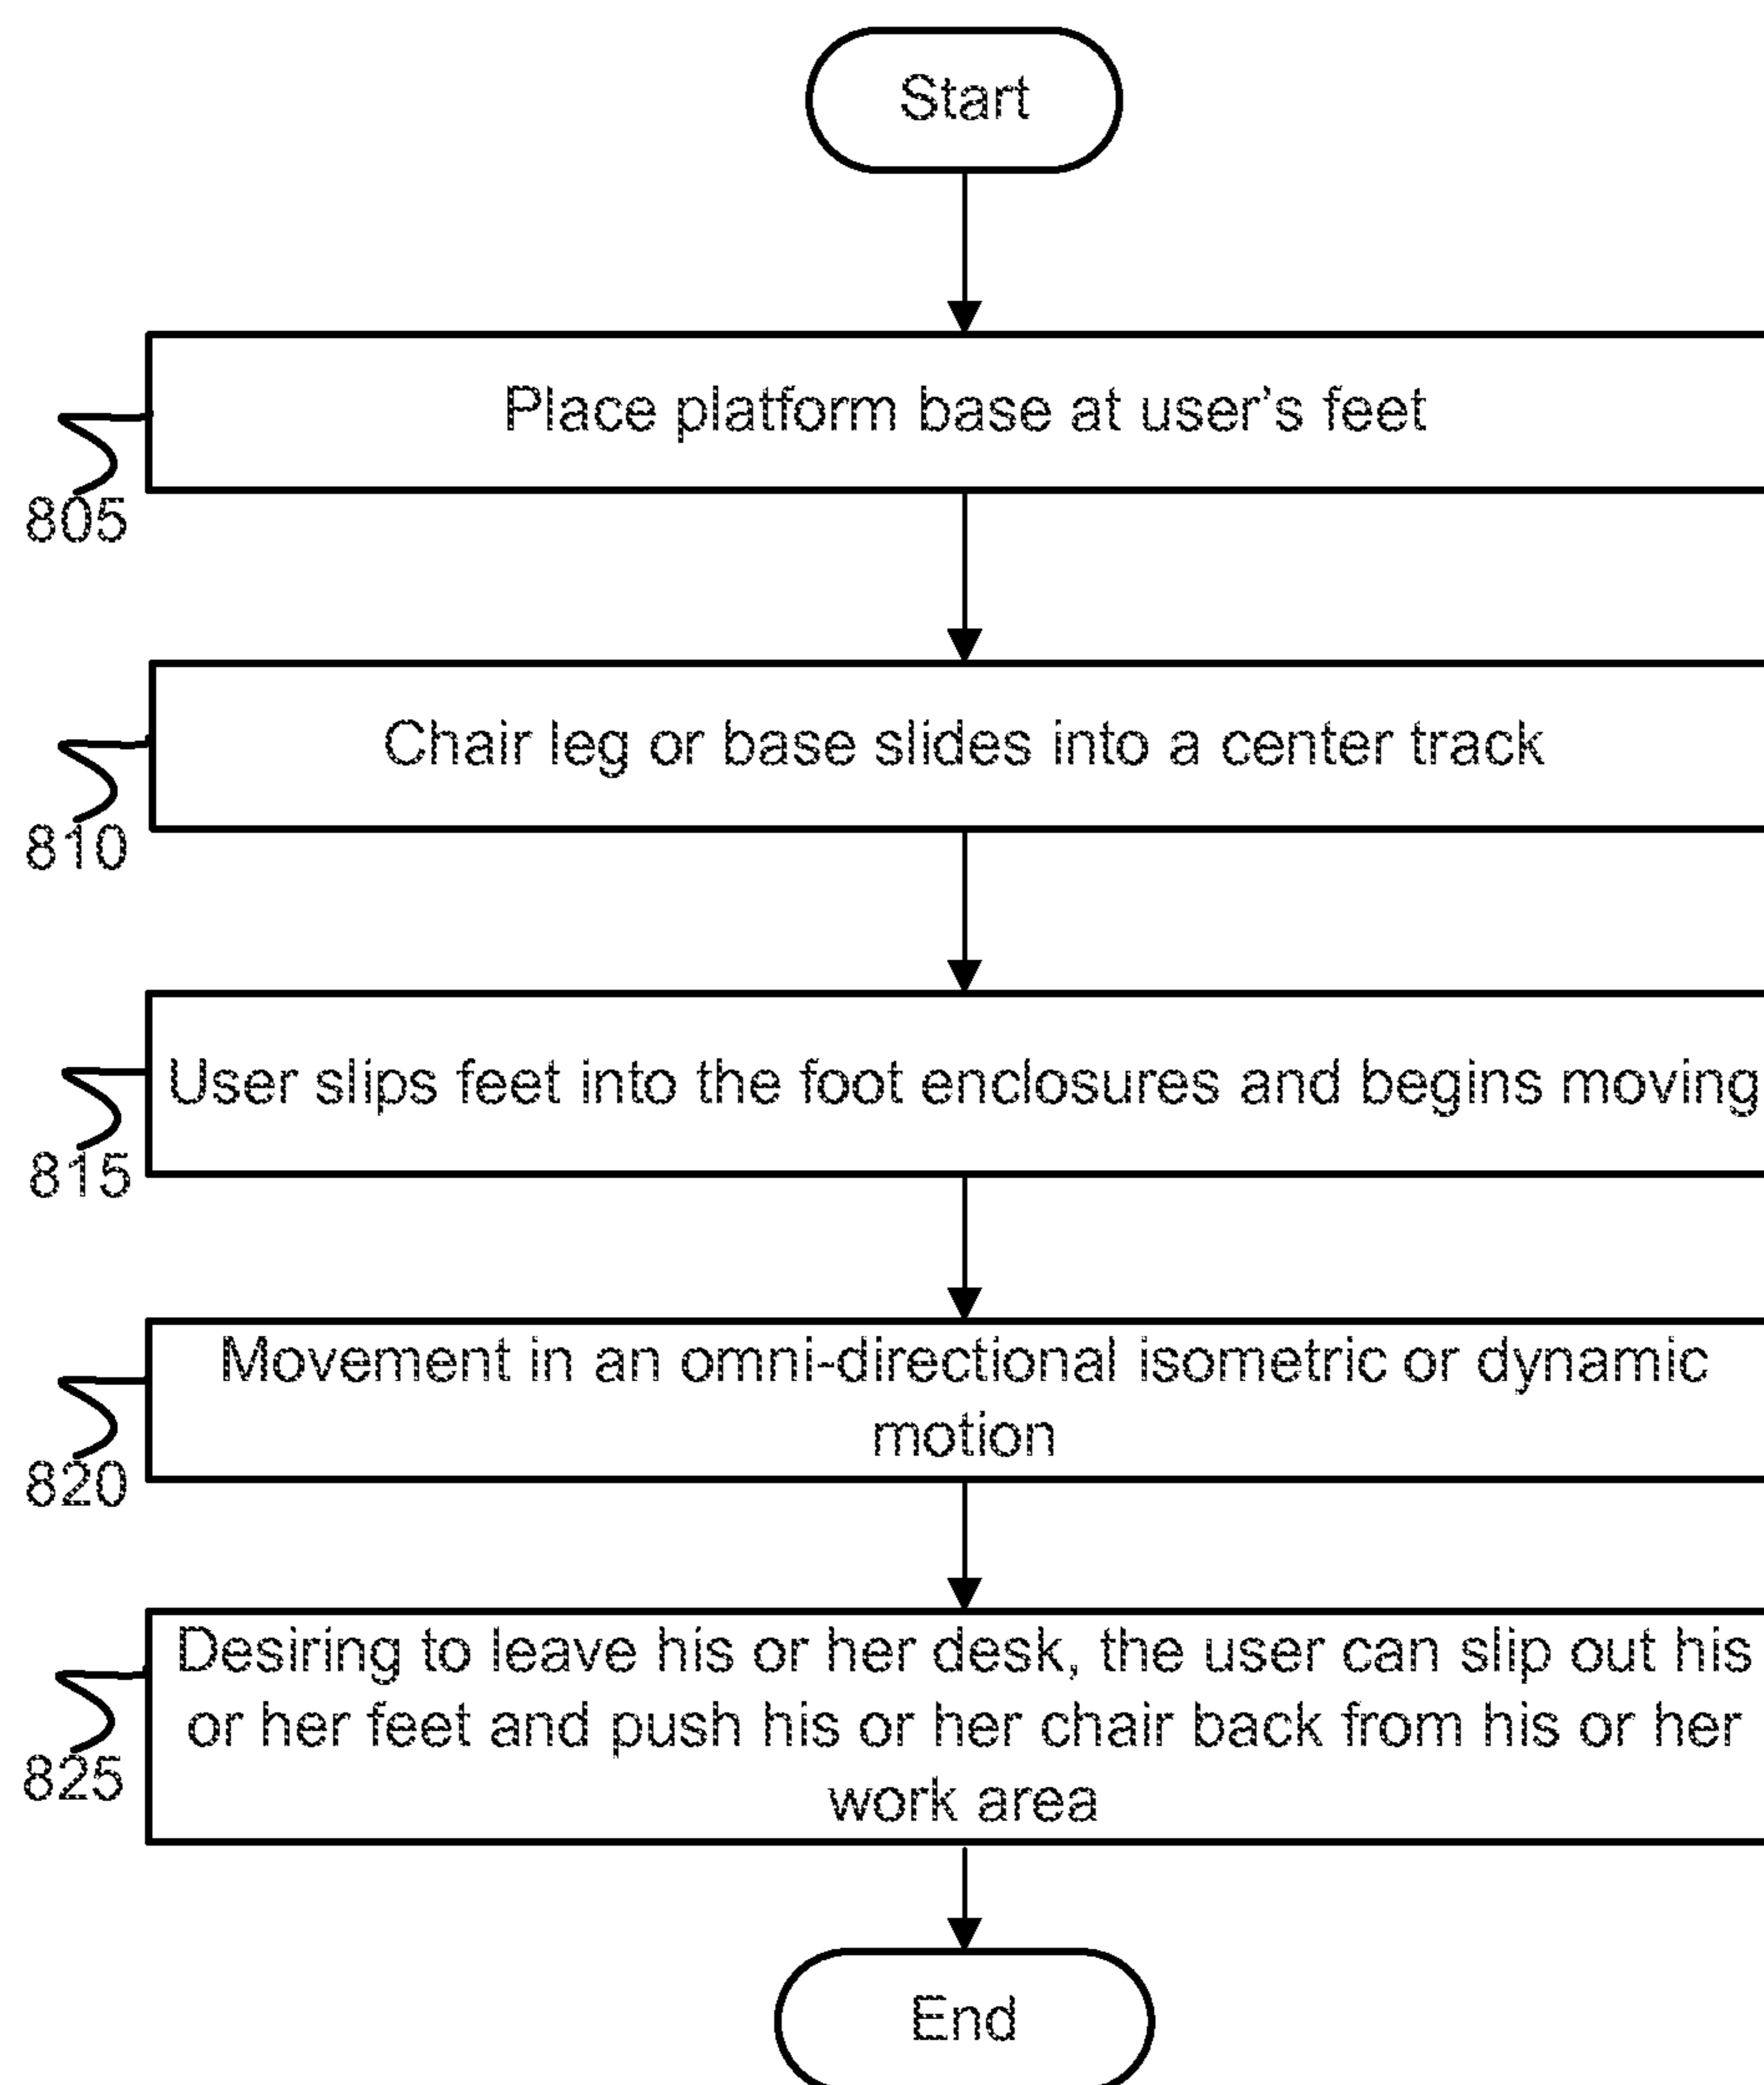 Start
Place platform base at user's feet
805
Chair leg or base slides into a center track
810
User slips feet into the foot enclosures and begins moving
815
Movement in an omni-directional isometric or dynamic
motion
820
Desiring to leave his or her desk, the user can slip out his
or her feet and push his or her chair back from his or her
work area
825
End